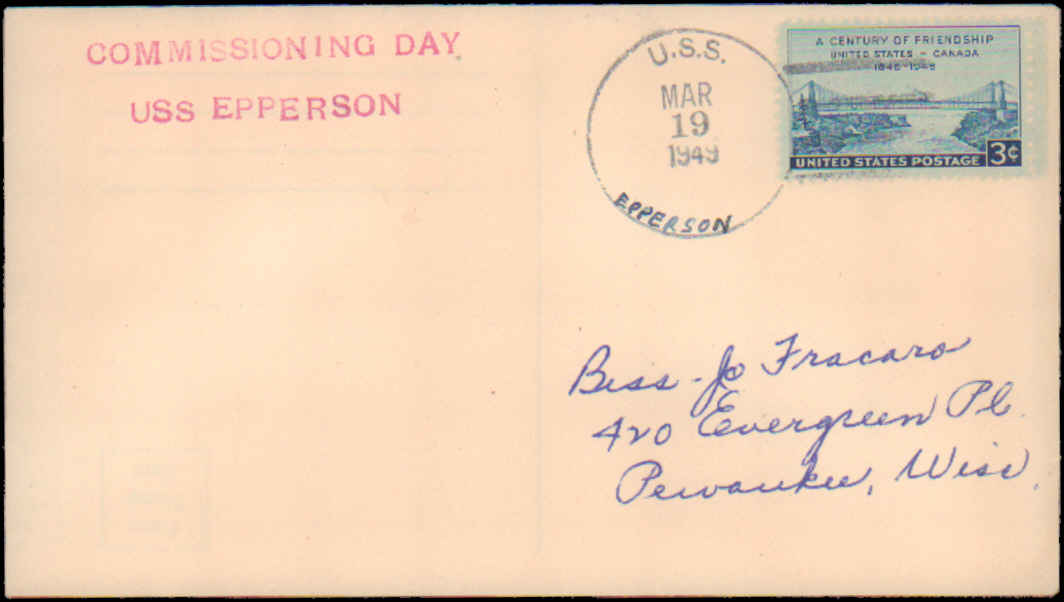 COMMISSIONING DAY
USS EPPERSON
U.S.S.
MAR
19
1949
EPPERSON
A CENTURY OF FRIENDSHIP
UNITED STATES - CANADA
1848-1948
UNITED STATES POSTAGE 3¢
Bess-Jo Fracaro
420 Evergreen Pl.
Pewaukee, Wisc.